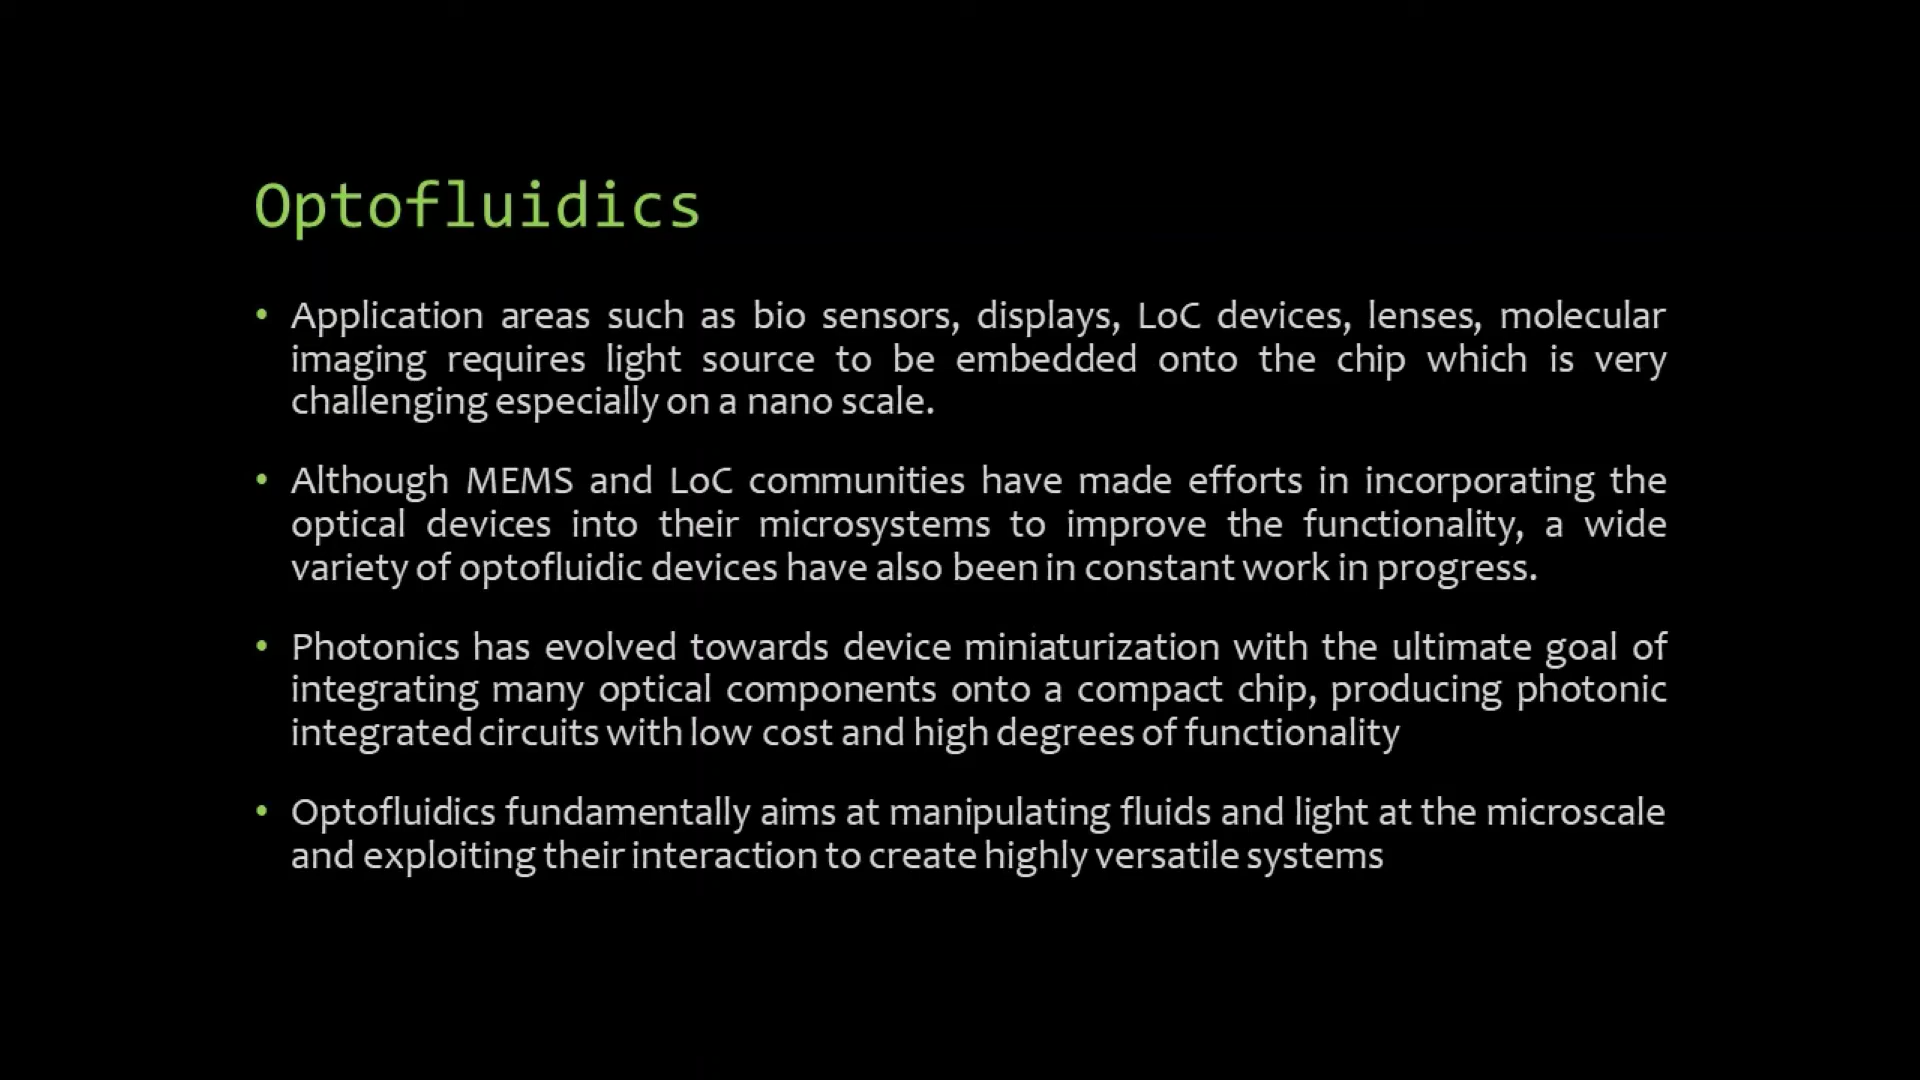 Optofluidics
• Application areas such as bio sensors, displays, LoC devices, lenses, molecular
imaging requires light source to be embedded onto the chip which is very
challenging especially on a nano scale.
• Although MEMS and LoC communities have made efforts in incorporating the
optical devices into their microsystems to improve the functionality, a wide
variety of optofluidic devices have also been in constant work in progress.
• Photonics has evolved towards device miniaturization with the ultimate goal of
integrating many optical components onto a compact chip, producing photonic
integrated circuits with low cost and high degrees of functionality
• Optofluidics fundamentally aims at manipulating fluids and light at the microscale
and exploiting their interaction to create highly versatile systems